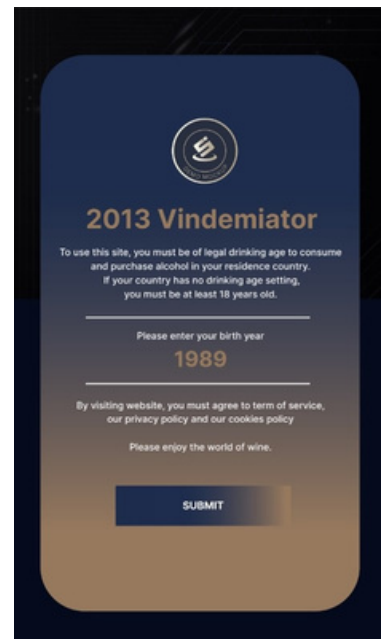 DEMO MOCKUP
2013 Vindemiator
To use this site, you must be of legal drinking age to consume
and purchase alcohol in your residence country.
If your country has no drinking age setting,
you must be at least 18 years old.
Please enter your birth year
1989
By visiting website, you must agree to term of service,
our privacy policy and our cookies policy
Please enjoy the world of wine.
SUBMIT